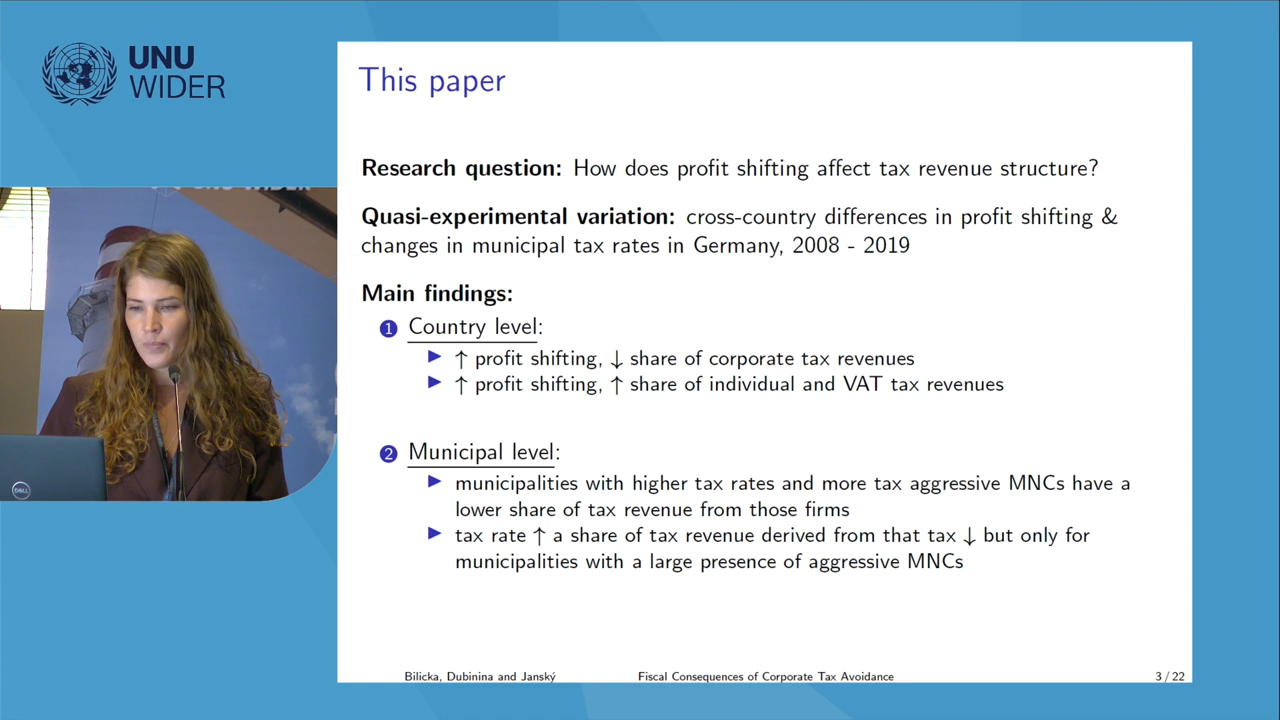 UNU
WIDER
This paper
Research question: How does profit shifting affect tax revenue structure?
Quasi-experimental variation: cross-country differences in profit shifting &
changes in municipal tax rates in Germany, 2008 - 2019
Main findings:
1 Country level:
▶ ↑ profit shifting, ↓ share of corporate tax revenues
▶ ↑ profit shifting, ↑ share of individual and VAT tax revenues
2 Municipal level:
▶ municipalities with higher tax rates and more tax aggressive MNCs have a
lower share of tax revenue from those firms
▶ tax rate ↑ a share of tax revenue derived from that tax ↓ but only for
municipalities with a large presence of aggressive MNCs
Bilicka, Dubinina and Janský Fiscal Consequences of Corporate Tax Avoidance 3 / 22
DELL